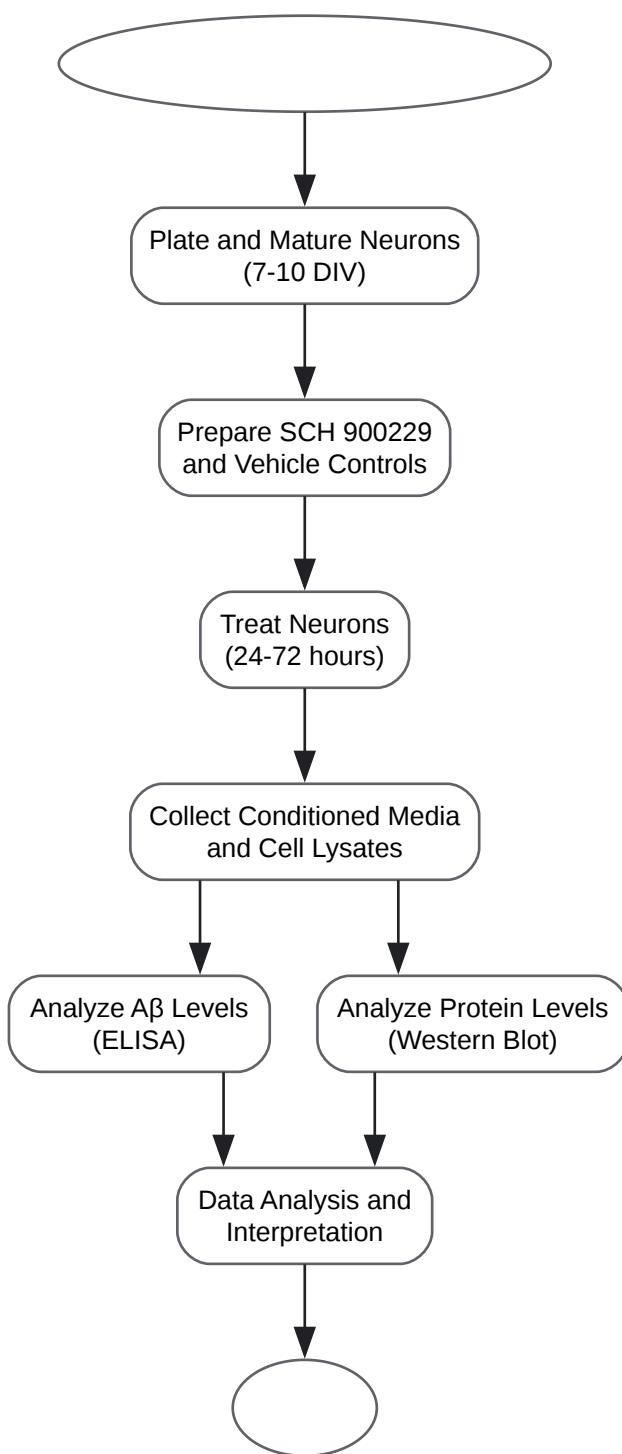 Plate and Mature Neurons
(7-10 DIV)
Prepare SCH 900229
and Vehicle Controls
Treat Neurons
(24-72 hours)
Collect Conditioned Media
and Cell Lysates
Analyze Aβ Levels
(ELISA)
Analyze Protein Levels
(Western Blot)
Data Analysis and
Interpretation